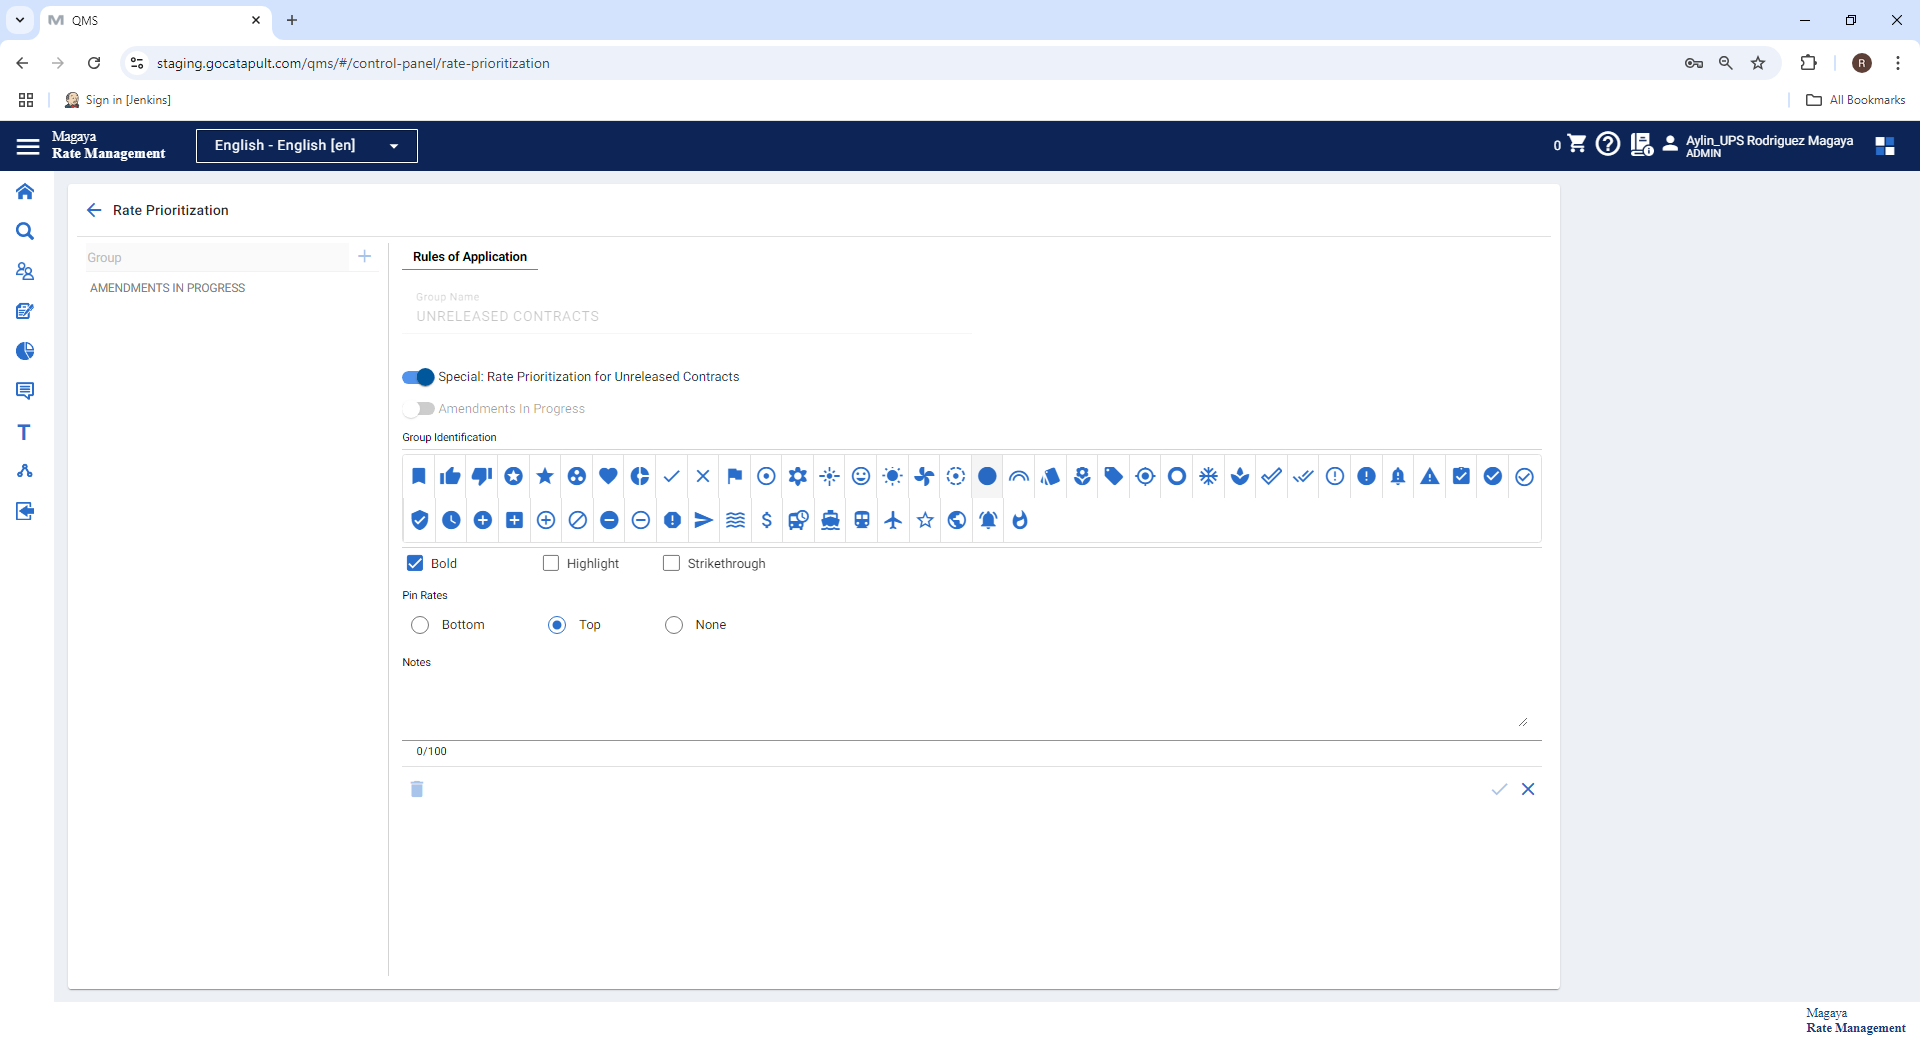 QMS
staging.gocatapult.com/qms/#/control-panel/rate-prioritization
R
Sign in [Jenkins]
All Bookmarks
Magaya
Rate Management
English - English [en]
0
Aylin_UPS Rodriguez Magaya
ADMIN
Rate Prioritization
Group
AMENDMENTS IN PROGRESS
Rules of Application
Group Name
UNRELEASED CONTRACTS
Special: Rate Prioritization for Unreleased Contracts
Amendments In Progress
Group Identification
Bold
Highlight
Strikethrough
Pin Rates
Bottom
Top
None
Notes
0/100
Magaya
Rate Management